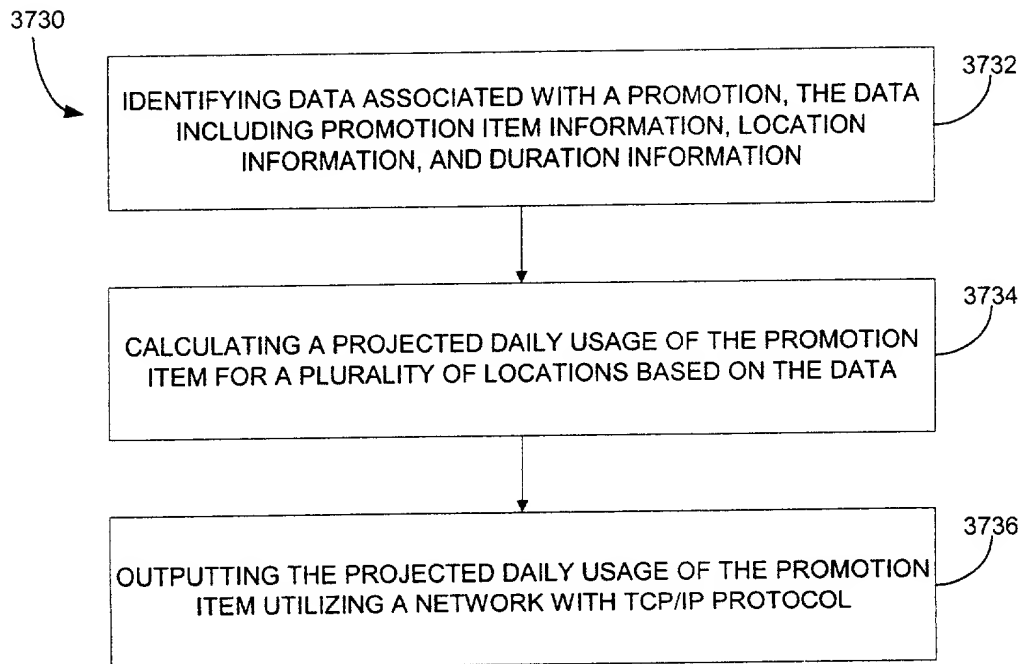 3730
3732
IDENTIFYING DATA ASSOCIATED WITH A PROMOTION, THE DATA
INCLUDING PROMOTION ITEM INFORMATION, LOCATION
INFORMATION, AND DURATION INFORMATION
3734
CALCULATING A PROJECTED DAILY USAGE OF THE PROMOTION
ITEM FOR A PLURALITY OF LOCATIONS BASED ON THE DATA
3736
OUTPUTTING THE PROJECTED DAILY USAGE OF THE PROMOTION
ITEM UTILIZING A NETWORK WITH TCP/IP PROTOCOL